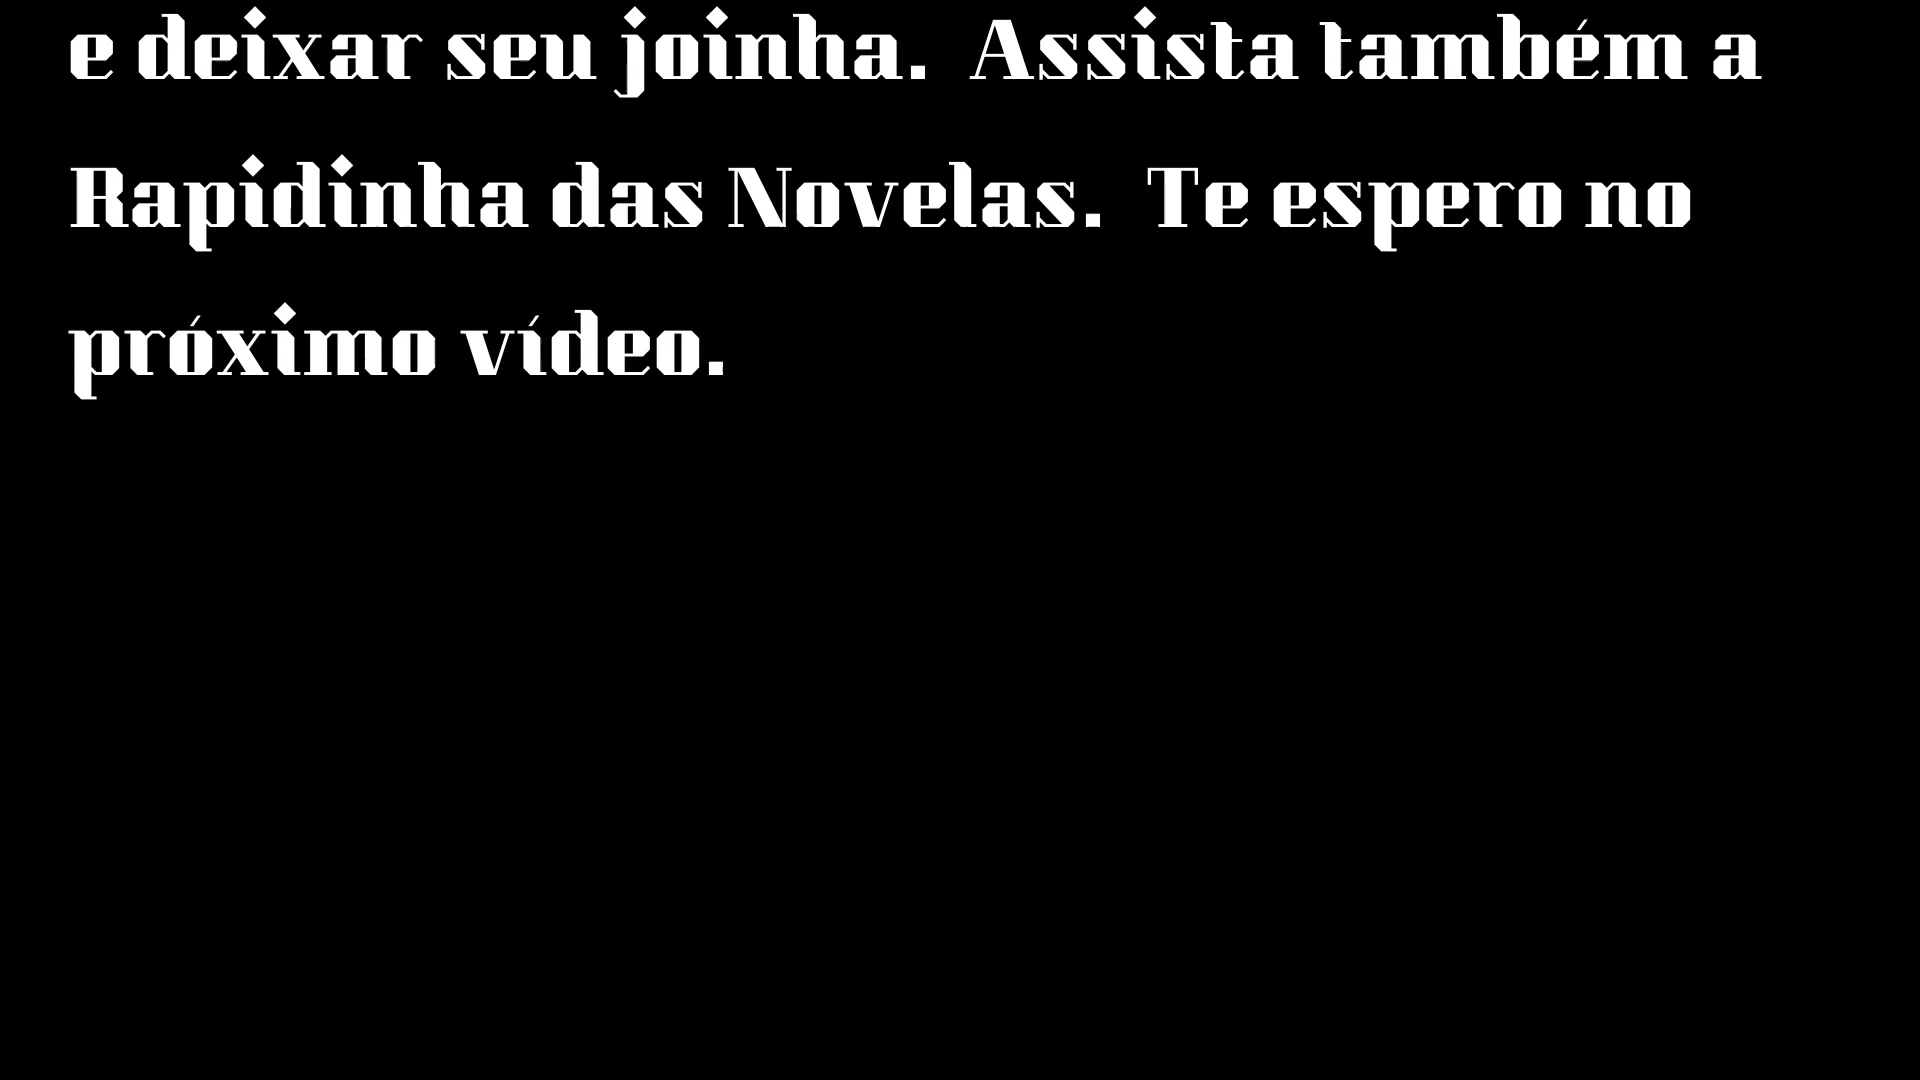 e deixar seu joinha.  Assista também a
Rapidinha das Novelas.  Te espero no
próximo vídeo.